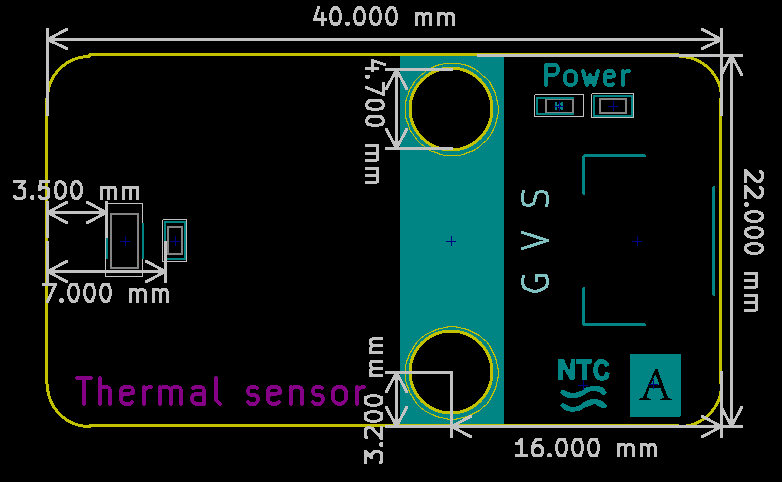 40.000 mm
4.700 mm
Power
3.500 mm
G V S
22.000 mm
7.000 mm
Thermal sensor
3.200 mm
NTC
A
16.000 mm